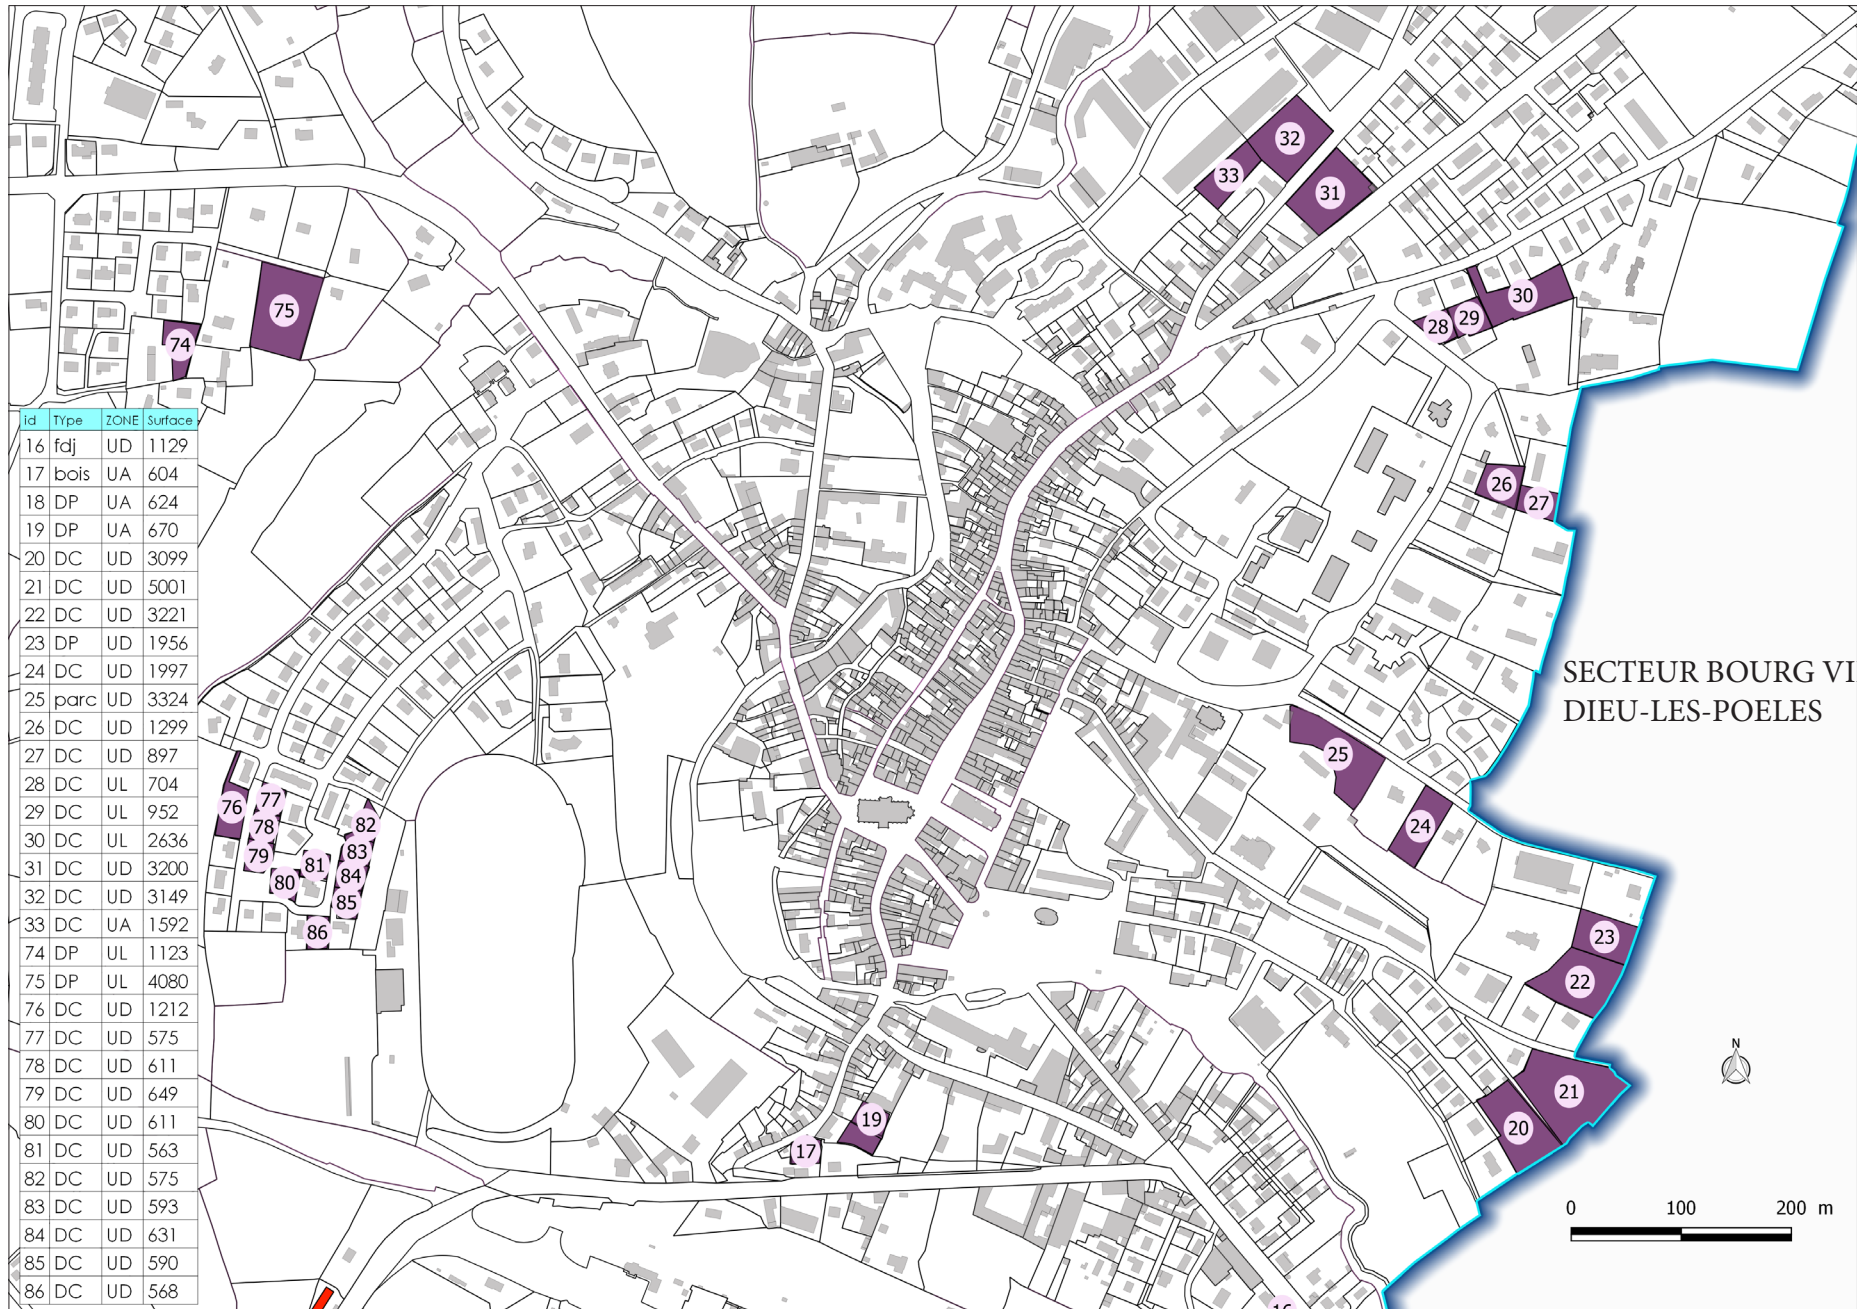 32
33
31
30
29
28
75
74
id TYpe ZONE Surface
16 fdj UD 1129
17 bois UA 604
18 DP UA 624
19 DP UA 670
20 DC UD 3099
21 DC UD 5001
22 DC UD 3221
23 DP UD 1956
24 DC UD 1997
25 parc UD 3324
26 DC UD 1299
27 DC UD 897
28 DC UL 704
29 DC UL 952
30 DC UL 2636
31 DC UD 3200
32 DC UD 3149
33 DC UA 1592
74 DP UL 1123
75 DP UL 4080
76 DC UD 1212
77 DC UD 575
78 DC UD 611
79 DC UD 649
80 DC UD 611
81 DC UD 563
82 DC UD 575
83 DC UD 593
84 DC UD 631
85 DC UD 590
86 DC UD 568
26
27
SECTEUR BOURG VI
DIEU-LES-POELES
25
24
76
77
78
79
80
81
82
83
84
85
86
23
22
21
20
19
17
N
0 100 200 m
16